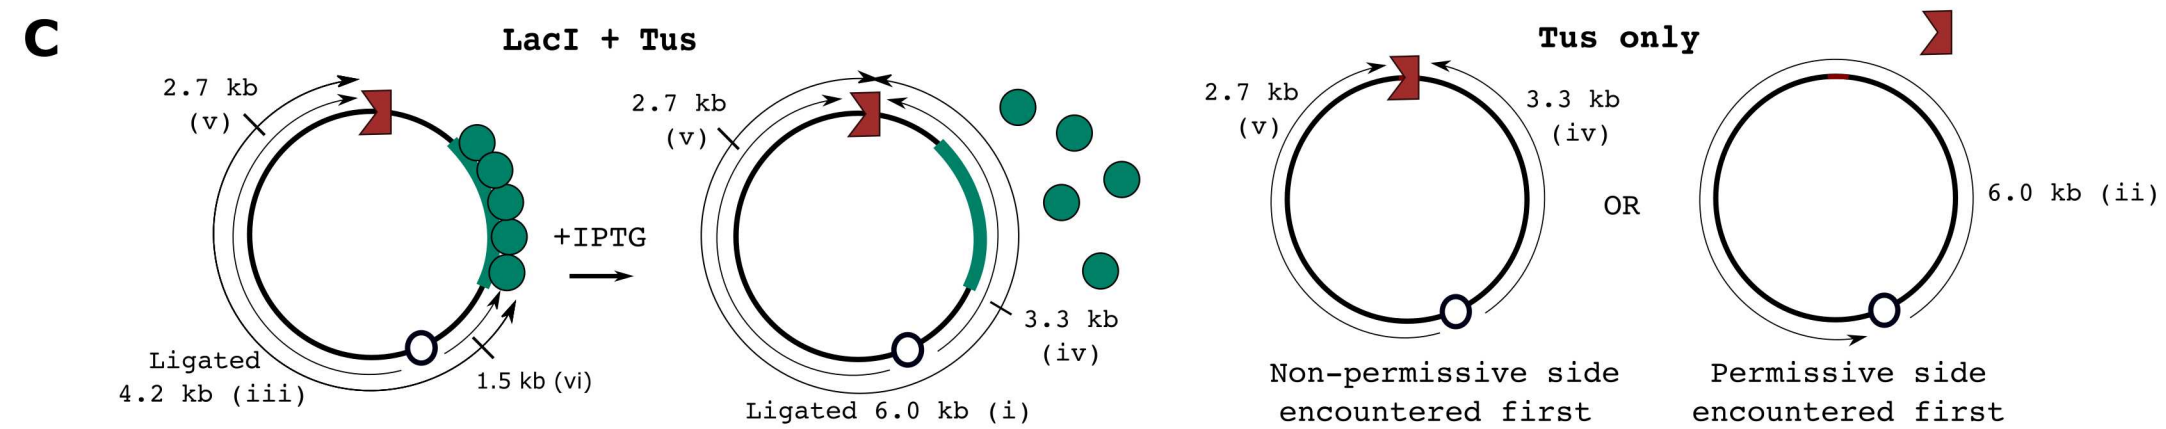 C
LacI + Tus
2.7 kb
(v)
Ligated
4.2 kb (iii)
1.5 kb (vi)
+IPTG
2.7 kb
(v)
3.3 kb
(iv)
Ligated 6.0 kb (i)
Tus only
2.7 kb
(v)
3.3 kb
(iv)
Non-permissive side
encountered first
OR
6.0 kb (ii)
Permissive side
encountered first